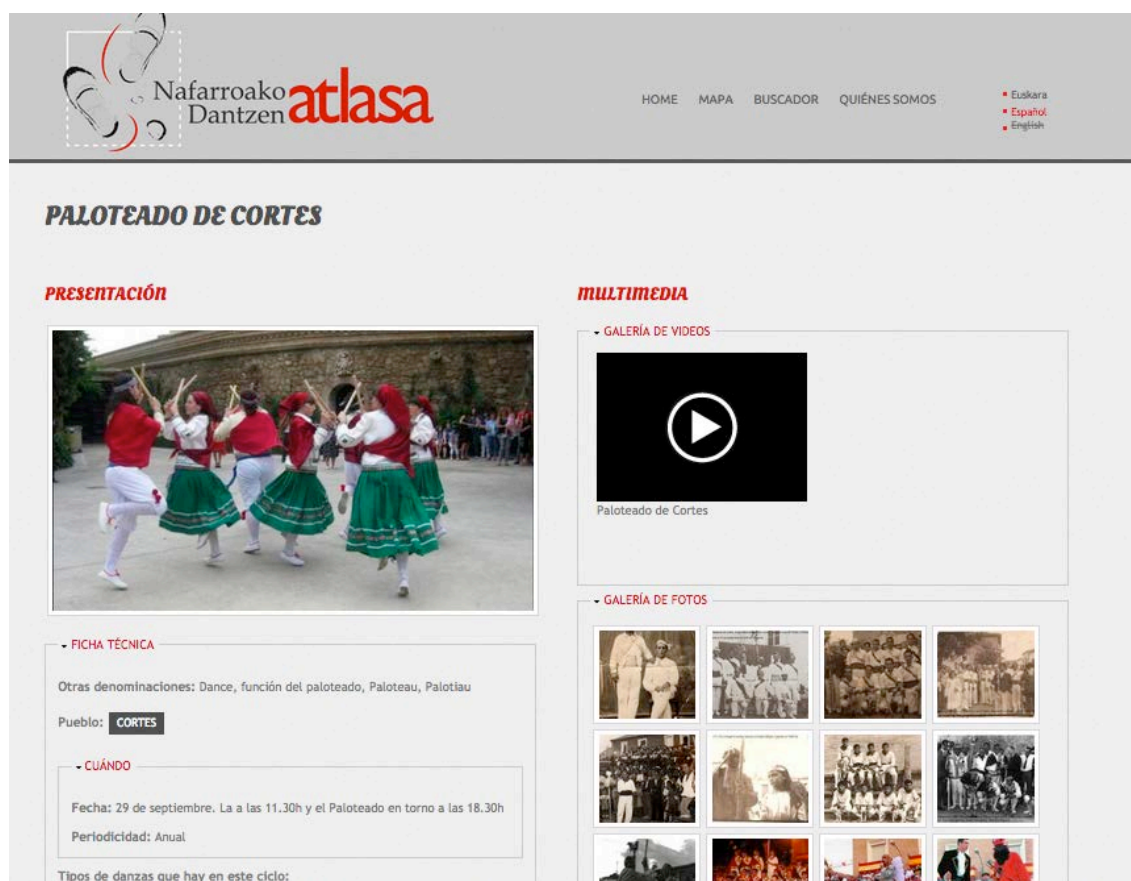 Nafarroako
Dantzen atlasa
HOME MAPA BUSCADOR QUIÉNES SOMOS
Euskara
Español
English
PALOTEADO DE CORTES
PRESENTACIÓN
FICHA TÉCNICA
Otras denominaciones: Dance, función del paloteado, Paloteau, Palotiau
Pueblo: CORTES
CUÁNDO
Fecha: 29 de septiembre. La a las 11.30h y el Paloteado en torno a las 18.30h
Periodicidad: Anual
Tipos de danzas que hay en este ciclo:
MULTIMEDIA
GALERÍA DE VIDEOS
Paloteado de Cortes
GALERÍA DE FOTOS